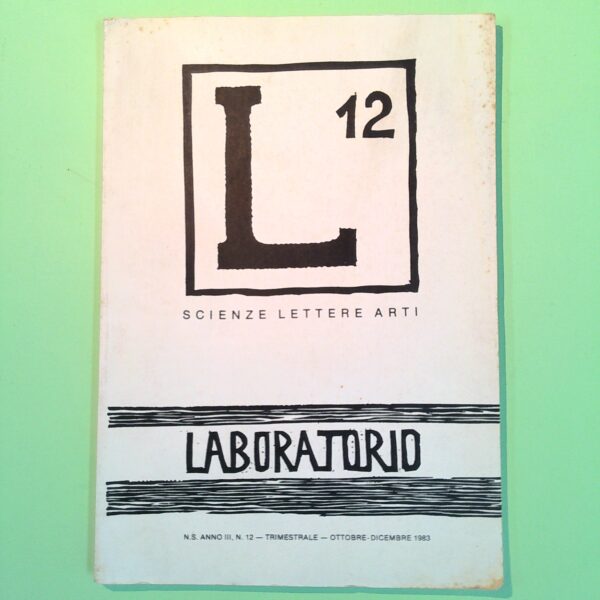 L 12
SCIENZE LETTERE ARTI
LABORATORIO
N.S. ANNO III, N. 12 — TRIMESTRALE — OTTOBRE-DICEMBRE 1983